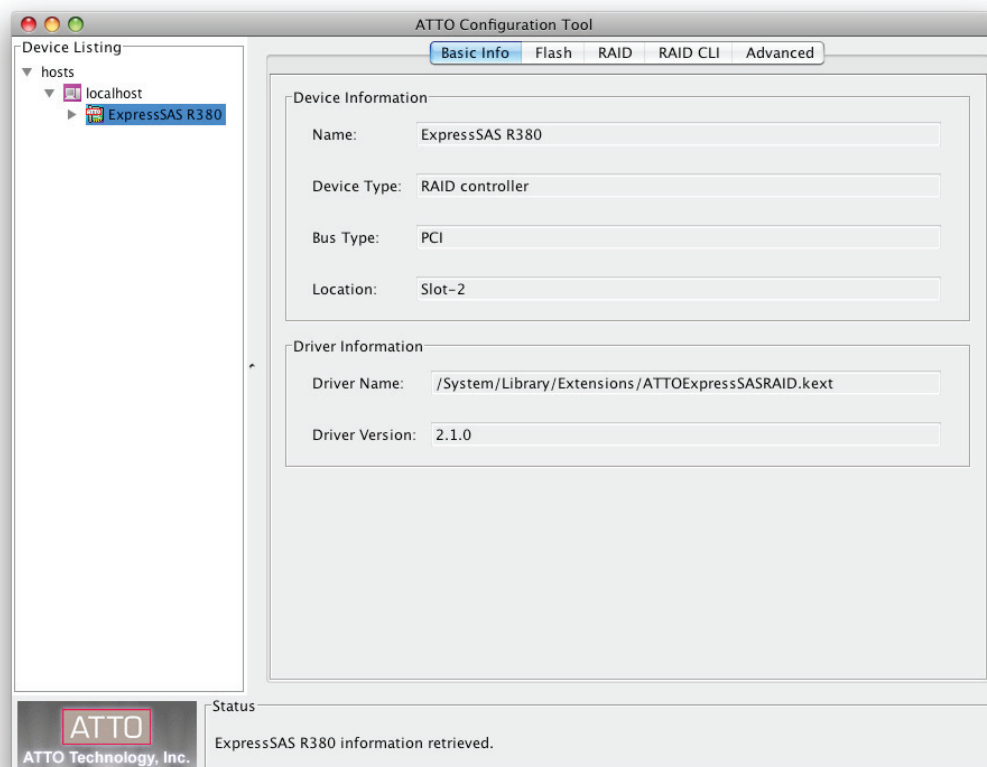 ATTO Configuration Tool
Device Listing
hosts
localhost
ExpressSAS R380
Basic Info Flash RAID RAID CLI Advanced
Device Information
Name: ExpressSAS R380
Device Type: RAID controller
Bus Type: PCI
Location: Slot-2
Driver Information
Driver Name: /System/Library/Extensions/ATTOExpressSASRAID.kext
Driver Version: 2.1.0
ATTO
ATTO Technology, Inc.
Status
ExpressSAS R380 information retrieved.